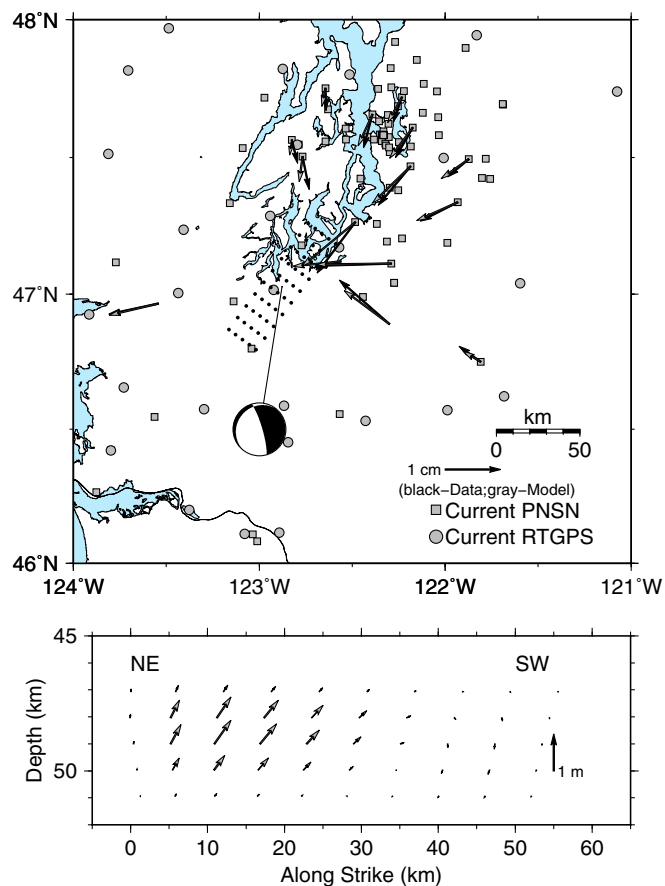 48°N
47°N
46°N
124°W
123°W
122°W
121°W
km
0
50
1 cm
(black−Data;gray−Model)
Current PNSN
Current RTGPS
45
50
Depth (km)
NE
SW
1 m
0 10 20 30 40 50 60
Along Strike (km)